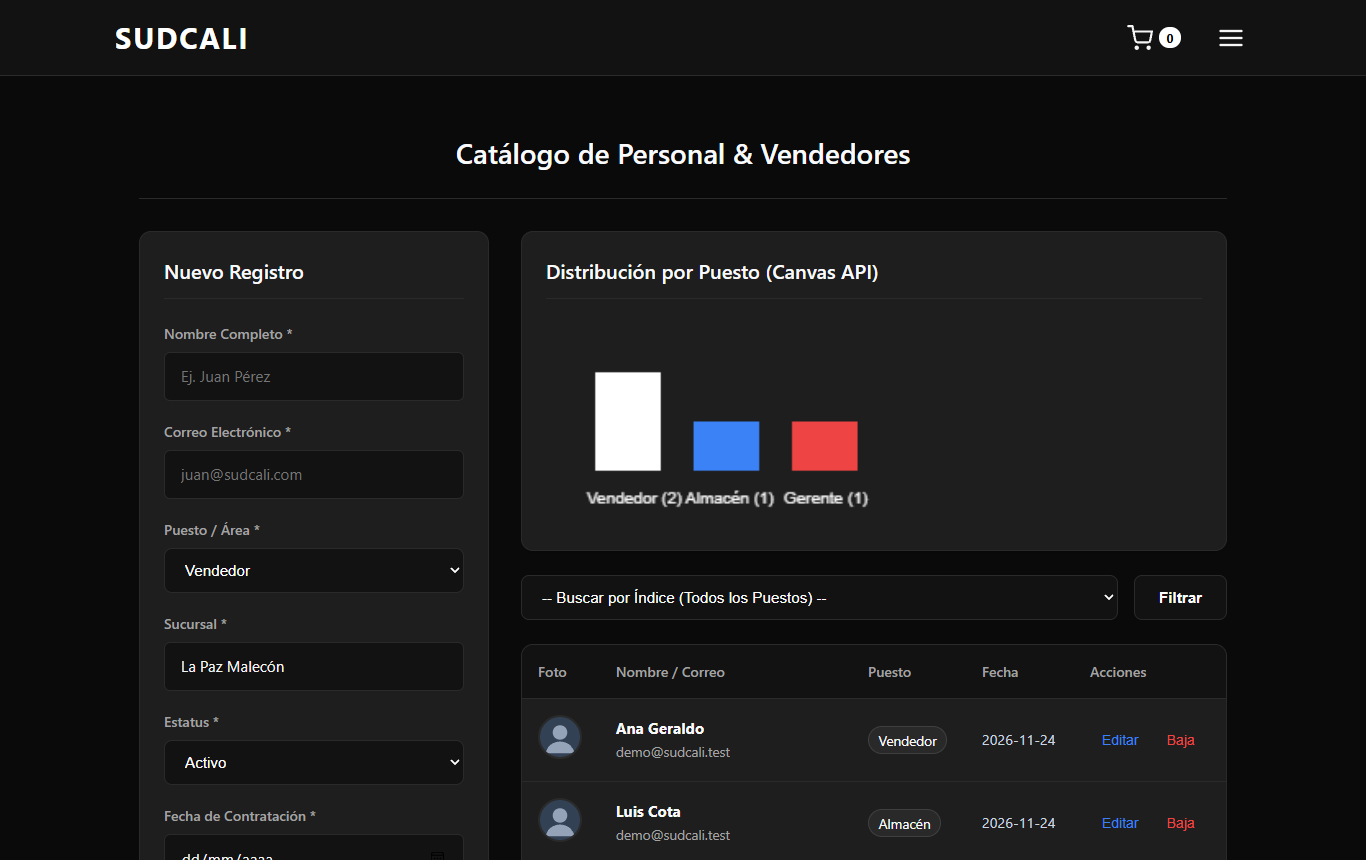 SUDCALI
0
Catálogo de Personal & Vendedores
Nuevo Registro
Nombre Completo *
Ej. Juan Pérez
Correo Electrónico *
juan@sudcali.com
Puesto / Área *
Vendedor
Sucursal *
La Paz Malecón
Estatus *
Activo
Fecha de Contratación *
dd/mm/aaaa
Distribución por Puesto (Canvas API)
Vendedor (2) Almacén (1) Gerente (1)
-- Buscar por Índice (Todos los Puestos) --
Filtrar
Foto Nombre / Correo Puesto Fecha Acciones
Ana Geraldo
demo@sudcali.test
Vendedor 2026-11-24 Editar Baja
Luis Cota
demo@sudcali.test
Almacén 2026-11-24 Editar Baja